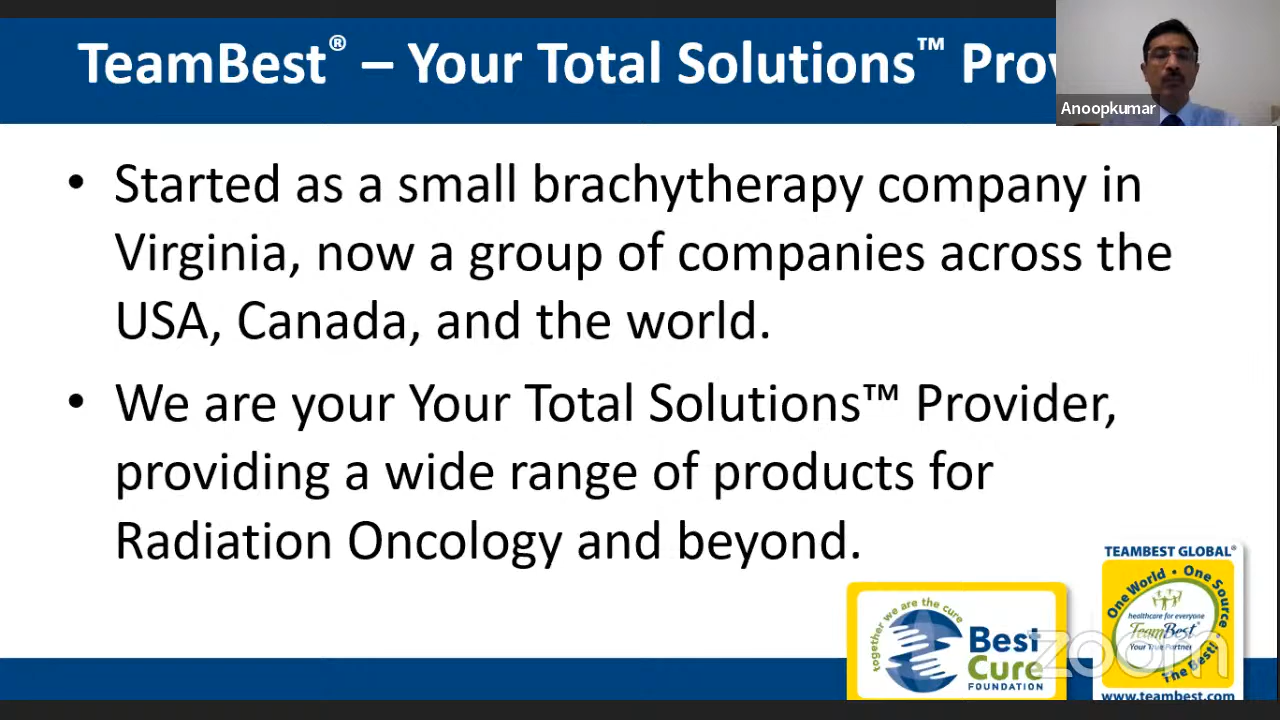 TeamBest® – Your Total Solutions™ Prov
Anoopkumar
• Started as a small brachytherapy company in
Virginia, now a group of companies across the
USA, Canada, and the world.
• We are your Your Total Solutions™ Provider,
providing a wide range of products for
Radiation Oncology and beyond.
together we are the cure
Best
Cure
FOUNDATION
TEAMBEST GLOBAL®
One World • One Source •
healthcare for everyone
TeamBest®
Your True Partner
The Best!
www.teambest.com
zoom